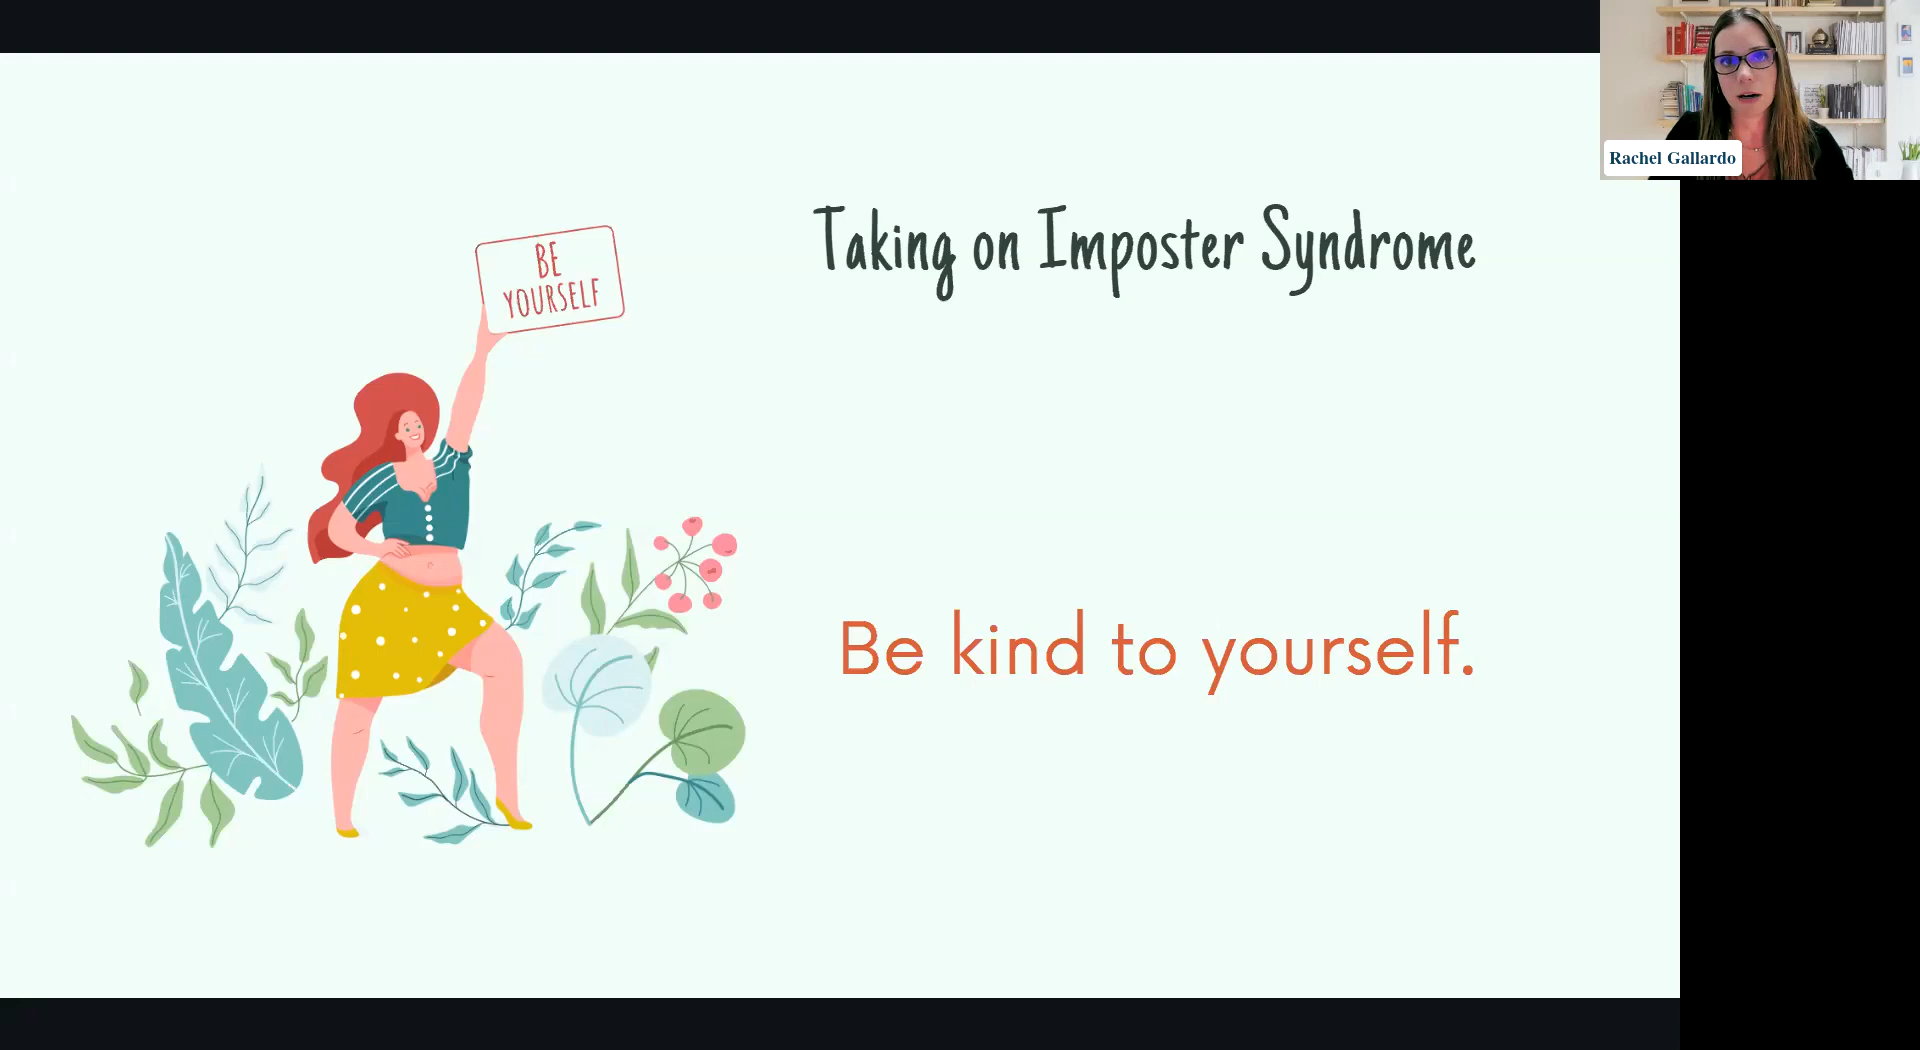 Rachel Gallardo
Taking on Imposter Syndrome
BE
YOURSELF
Be kind to yourself.